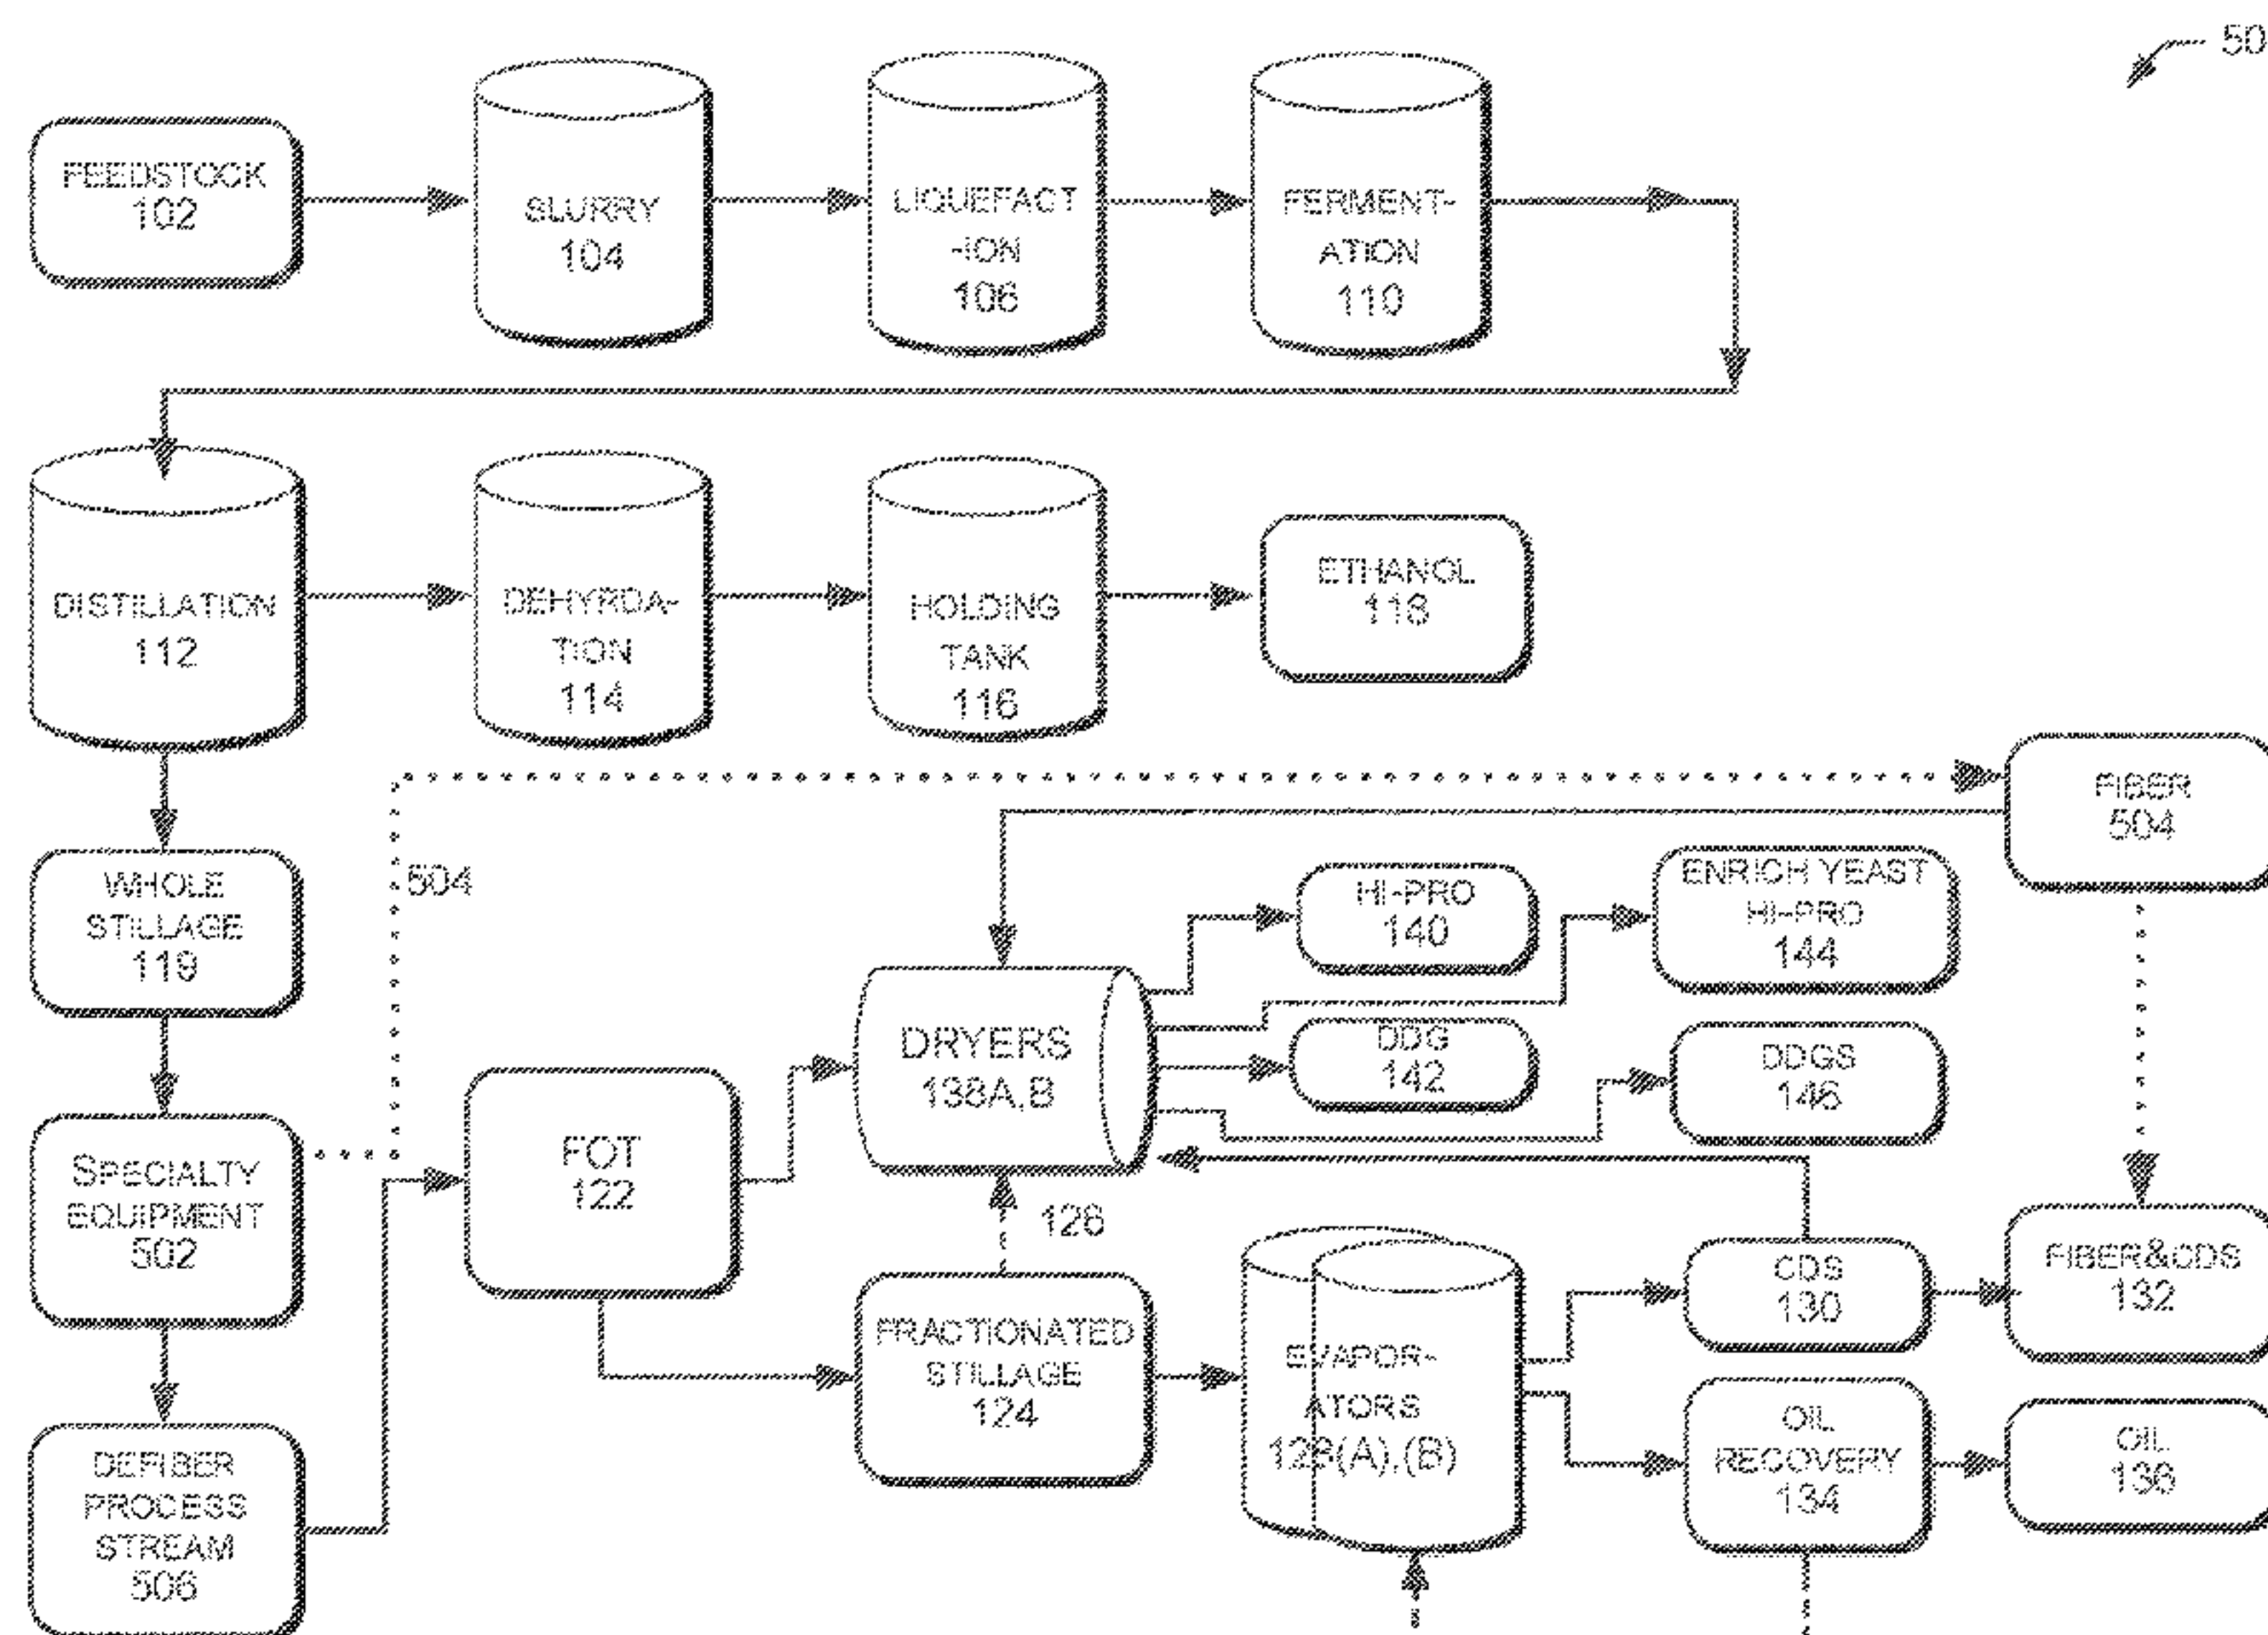 50
FEEDSTOCK
102
SLURRY
104
LIQUEFACT
-ION
106
FERMENT-
ATION
110
DISTILLATION
112
DEHYRDA-
TION
114
HOLDING
TANK
116
ETHANOL
118
FIBER
504
WHOLE
STILLAGE
119
504
HI-PRO
140
ENRICH YEAST
HI-PRO
144
DRYERS
138A,B
DDG
142
DDGS
146
SPECIALTY
EQUIPMENT
502
FOT
122
126
FRACTIONATED
STILLAGE
124
EVAPOR-
ATORS
128(A),(B)
CDS
130
FIBER&CDS
132
OIL
RECOVERY
134
OIL
136
DEFIBER
PROCESS
STREAM
506